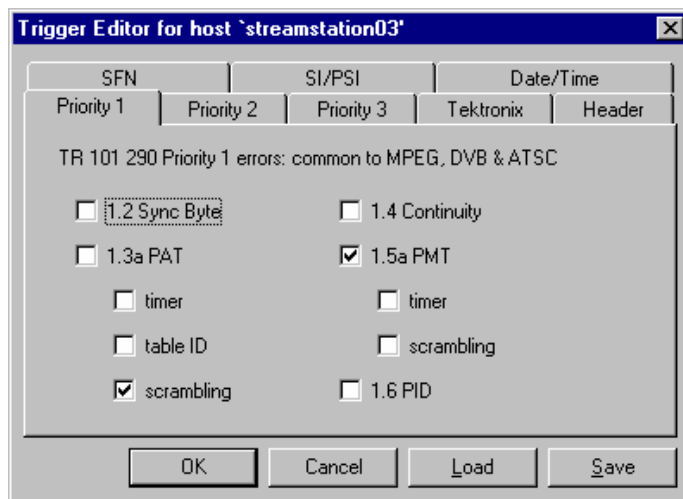 Trigger Editor for host `streamstation03'
SFN SI/PSI Date/Time
Priority 1 Priority 2 Priority 3 Tektronix Header
TR 101 290 Priority 1 errors: common to MPEG, DVB & ATSC
1.2 Sync Byte 1.4 Continuity
1.3a PAT 1.5a PMT
timer timer
table ID scrambling
scrambling 1.6 PID
OK Cancel Load Save